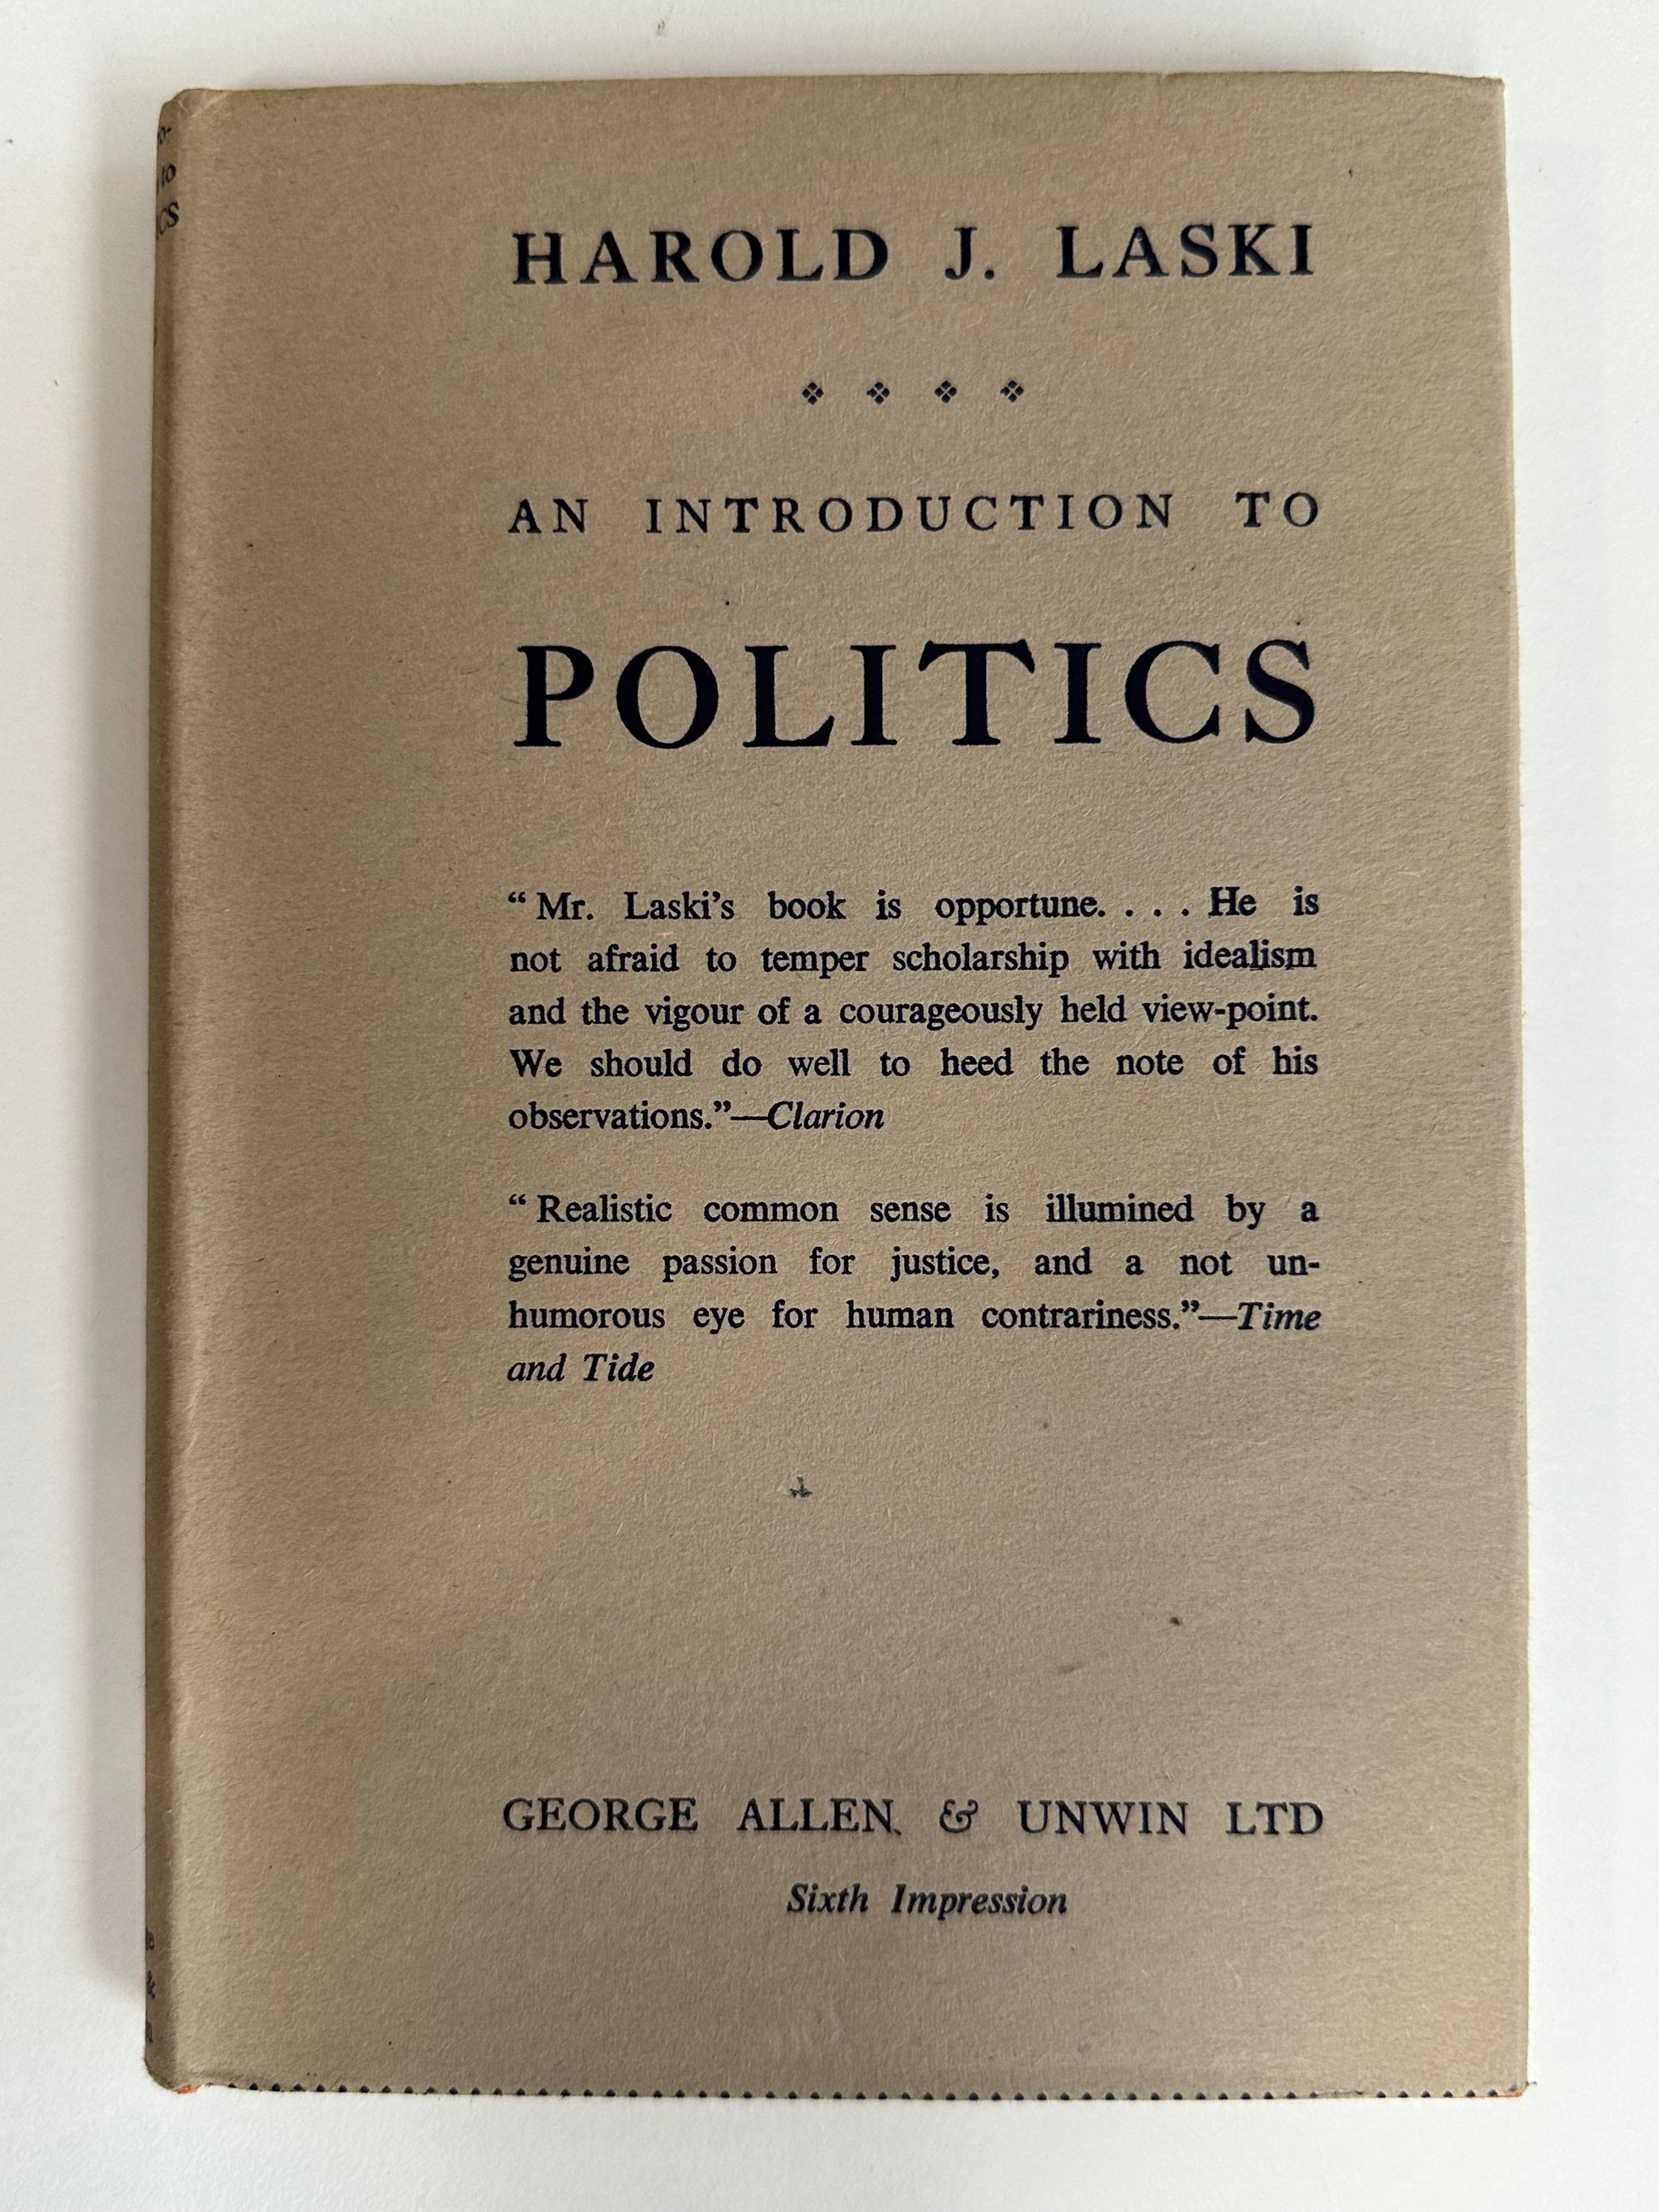 HAROLD J. LASKI
AN INTRODUCTION TO
POLITICS
“Mr. Laski’s book is opportune. . . . He is
not afraid to temper scholarship with idealism
and the vigour of a courageously held view-point.
We should do well to heed the note of his
observations.”—Clarion
“Realistic common sense is illumined by a
genuine passion for justice, and a not un-
humorous eye for human contrariness.”—Time
and Tide
GEORGE ALLEN & UNWIN LTD
Sixth Impression